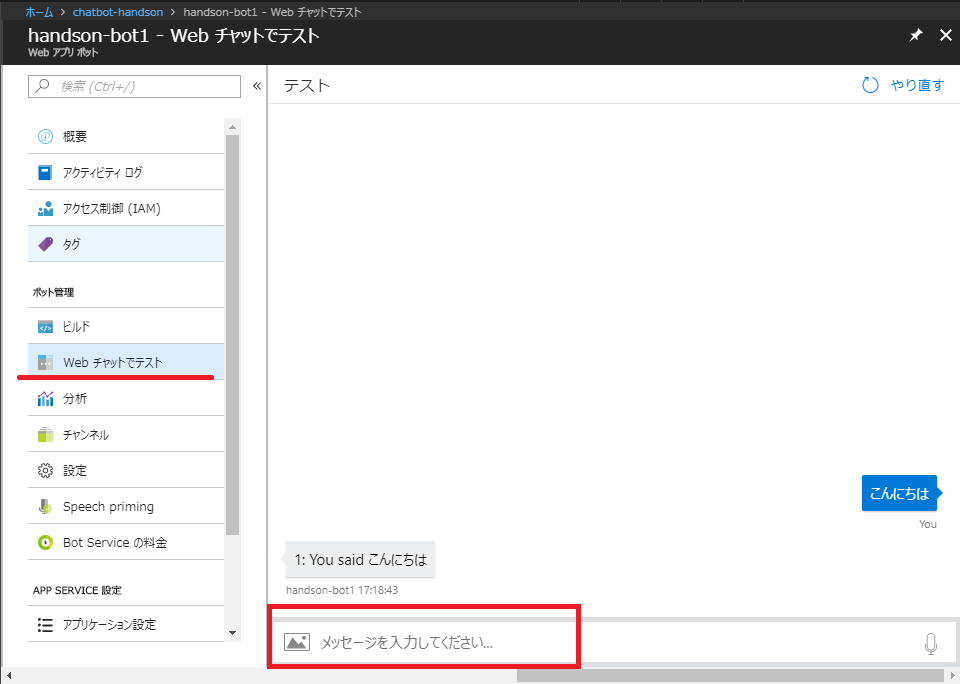 ホーム > chatbot-handson > handson-bot1 - Web チャットでテスト
handson-bot1 - Web チャットでテスト
Web アプリ ボット
検索 (Ctrl+/)
概要
アクティビティ ログ
アクセス制御 (IAM)
タグ
ボット管理
ビルド
Web チャットでテスト
分析
チャンネル
設定
Speech priming
Bot Service の料金
APP SERVICE 設定
アプリケーション設定
テスト
やり直す
こんにちは
You
1: You said こんにちは
handson-bot1 17:18:43
メッセージを入力してください...